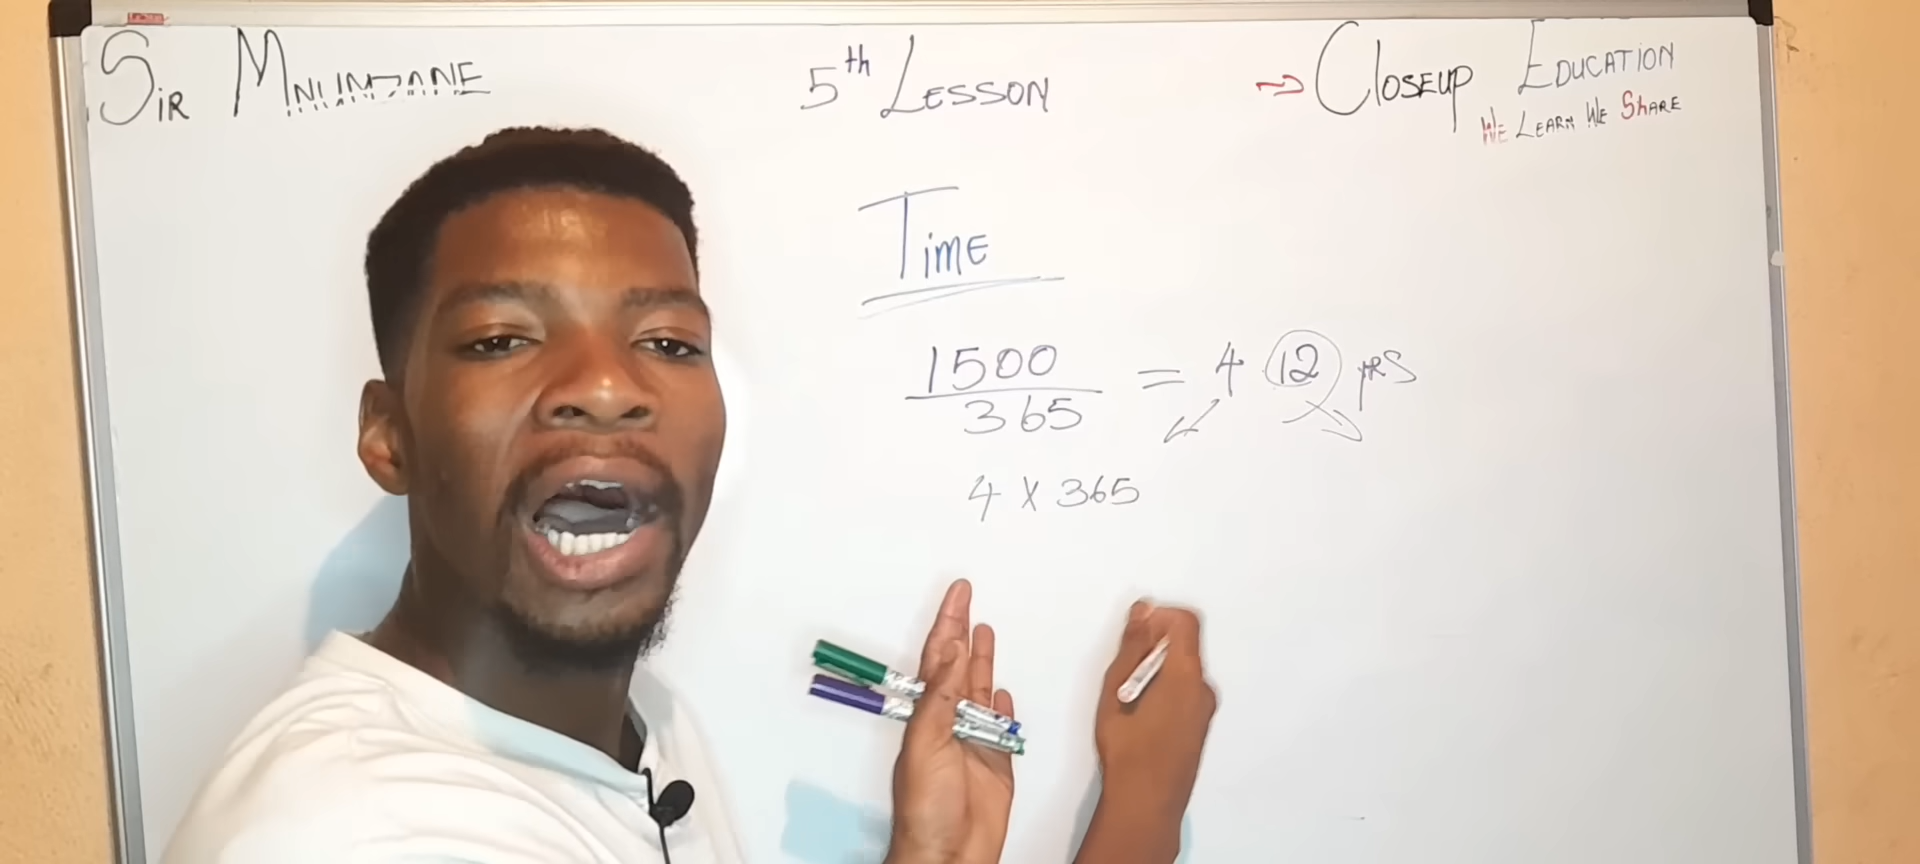 Sir MNUMZANE
5th LESSON
→ CLOSEUP EDUCATION
WE LEARN WE ShARE
TiME
1500
365
= 4 12 yRS
4 X 365